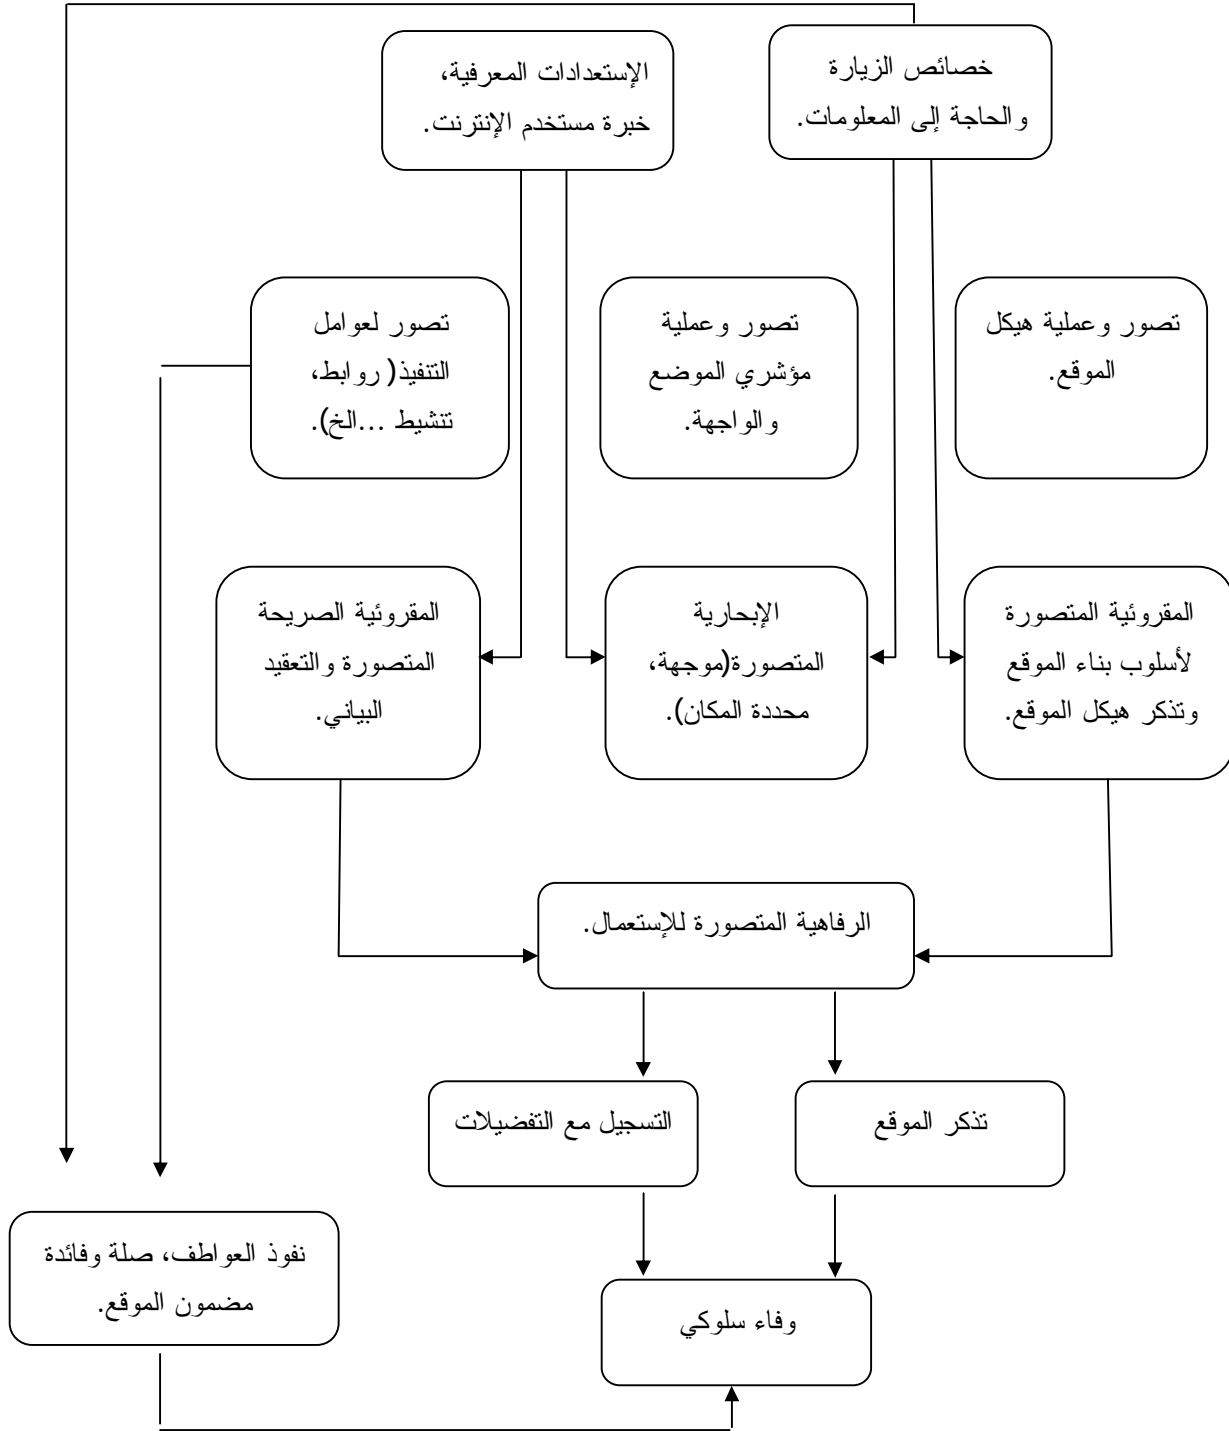 خصائص الزيارة
والحاجة إلى المعلومات.
الإستعدادات المعرفية،
خبرة مستخدم الإنترنت.
تصور وعملية هيكل
الموقع.
تصور وعملية
مؤشري الموضع
والواجهة.
تصور لعوامل
التنفيذ( روابط،
تنشيط ...الخ).
المقروئية المتصورة
لأسلوب بناء الموقع
وتذكر هيكل الموقع.
الإبحارية
المتصورة(موجهة،
محددة المكان).
المقروئية الصريحة
المتصورة والتعقيد
البياني.
الرفاهية المتصورة للإستعمال.
تذكر الموقع
التسجيل مع التفضيلات
نفوذ العواطف، صلة وفائدة
مضمون الموقع.
وفاء سلوكي